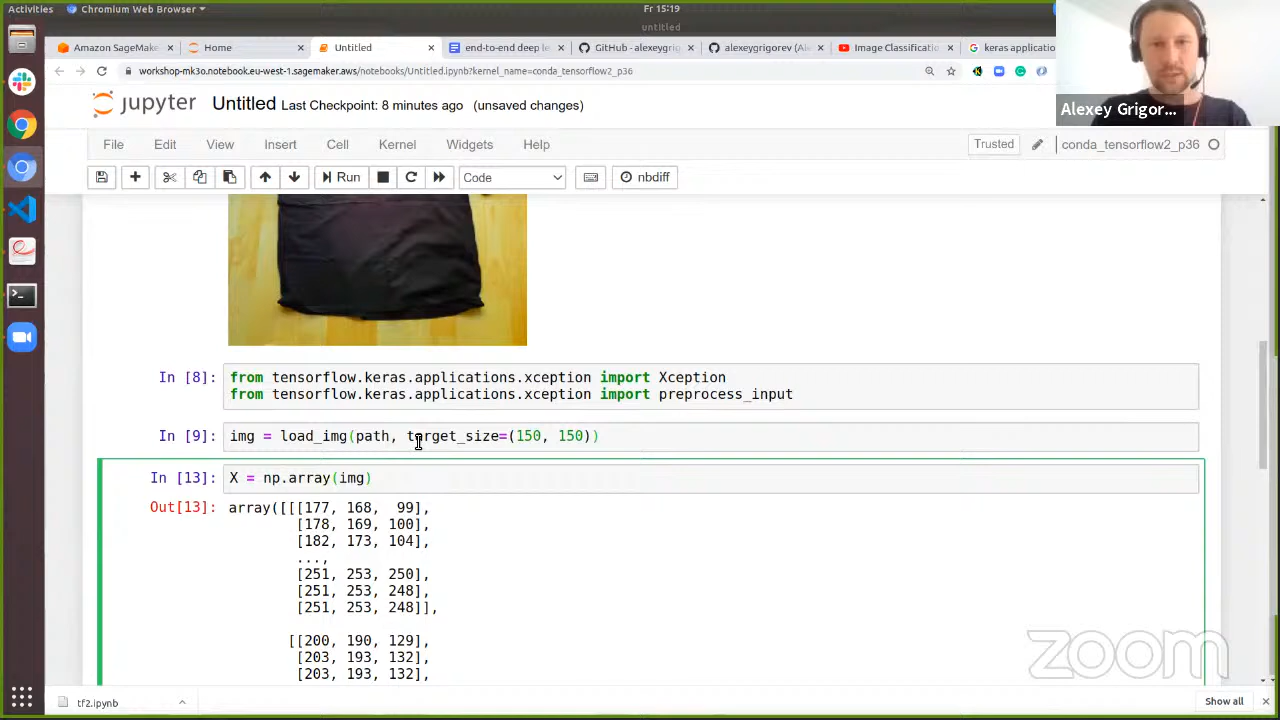 Activities
Chromium Web Browser
Fr 15:19
untitled
Amazon SageMake
Home
Untitled
end-to-end deep le
GitHub - alexeygrig
alexeygrigorev (Ale
Image Classificatio
keras applicatio
workshop-mk3o.notebook.eu-west-1.sagemaker.aws/notebooks/Untitled.ipynb?kernel_name=conda_tensorflow2_p36
Alexey Grigor...
jupyter
Untitled Last Checkpoint: 8 minutes ago (unsaved changes)
File Edit View Insert Cell Kernel Widgets Help
Trusted
conda_tensorflow2_p36
Run
Code
nbdiff
In [8]: from tensorflow.keras.applications.xception import Xception
from tensorflow.keras.applications.xception import preprocess_input
In [9]: img = load_img(path, target_size=(150, 150))
In [13]: X = np.array(img)
Out[13]: array([[[177, 168, 99],
[178, 169, 100],
[182, 173, 104],
...,
[251, 253, 250],
[251, 253, 248],
[251, 253, 248]],
[[200, 190, 129],
[203, 193, 132],
[203, 193, 132],
zoom
tf2.ipynb
Show all